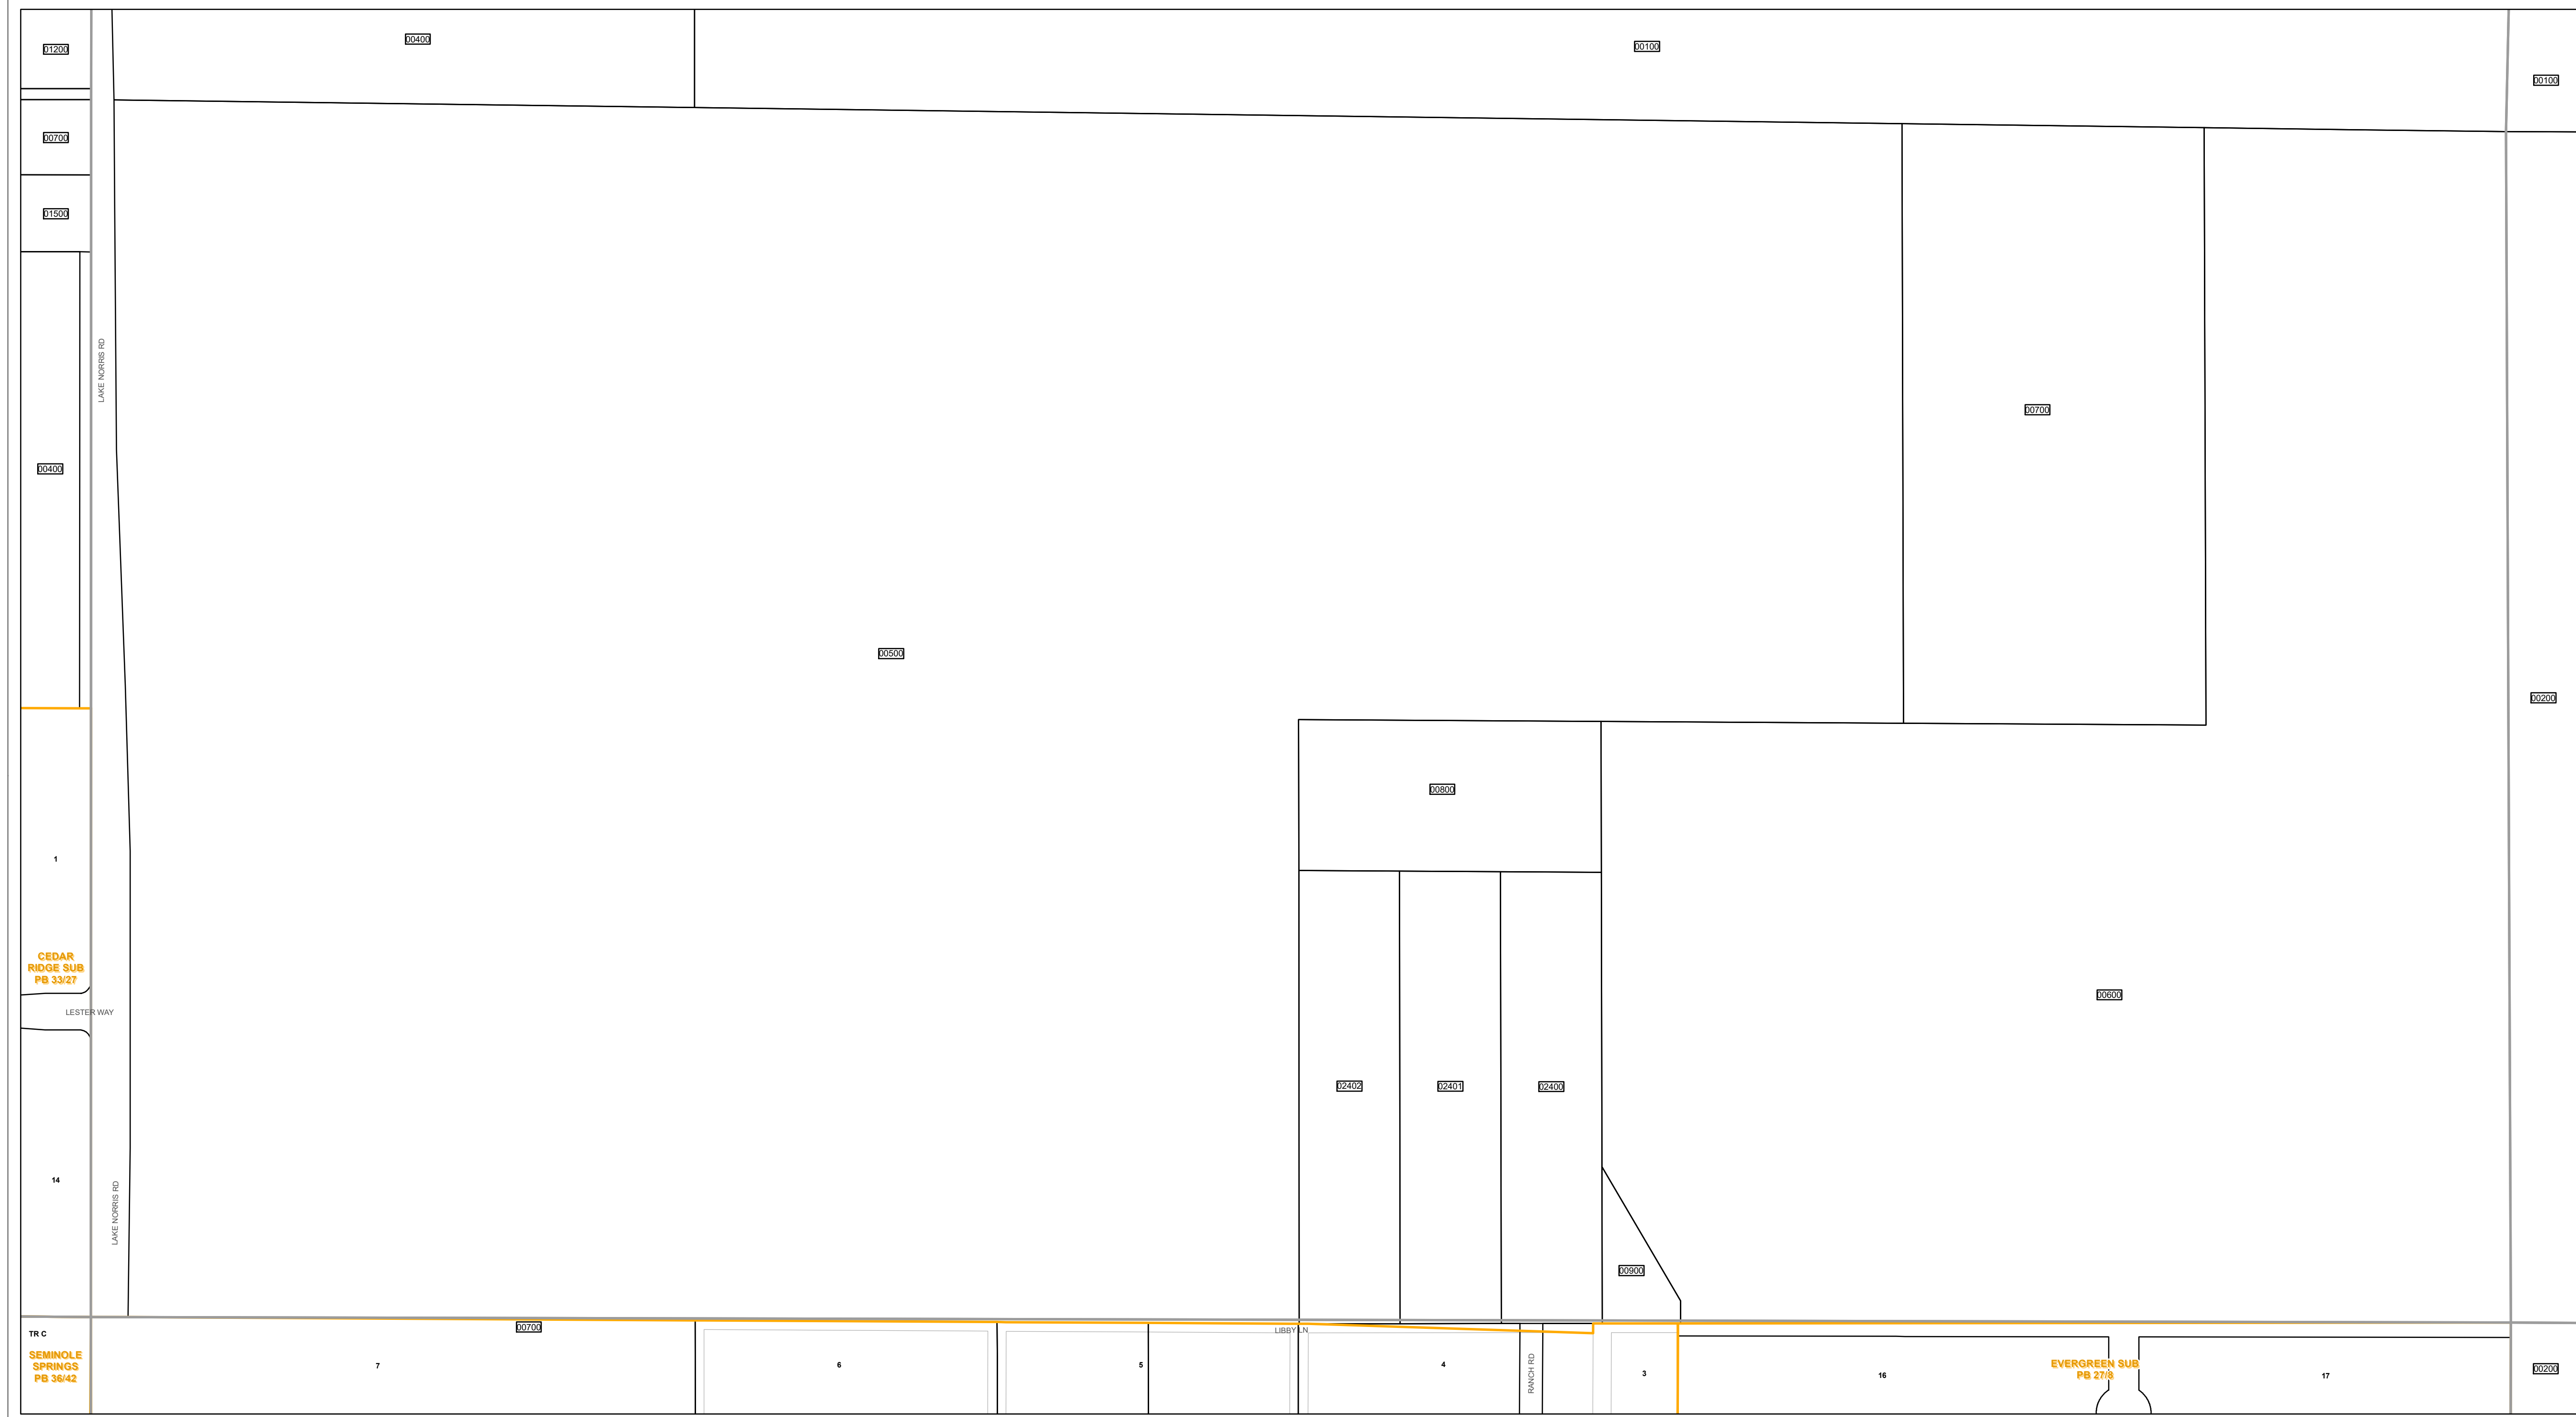 01200
00400
00100
00100
00700
01500
LAKE NORRIS RD
00400
00700
00500
00200
00800
1
CEDAR
RIDGE SUB
PB 33/27
LESTER WAY
00600
02402
02401
02400
14
LAKE NORRIS RD
00900
TR C
00700
LIBBY LN
SEMINOLE
SPRINGS
PB 36/42
7
6
5
4
RANCH RD
3
16
EVERGREEN SUB
PB 27/8
17
00200